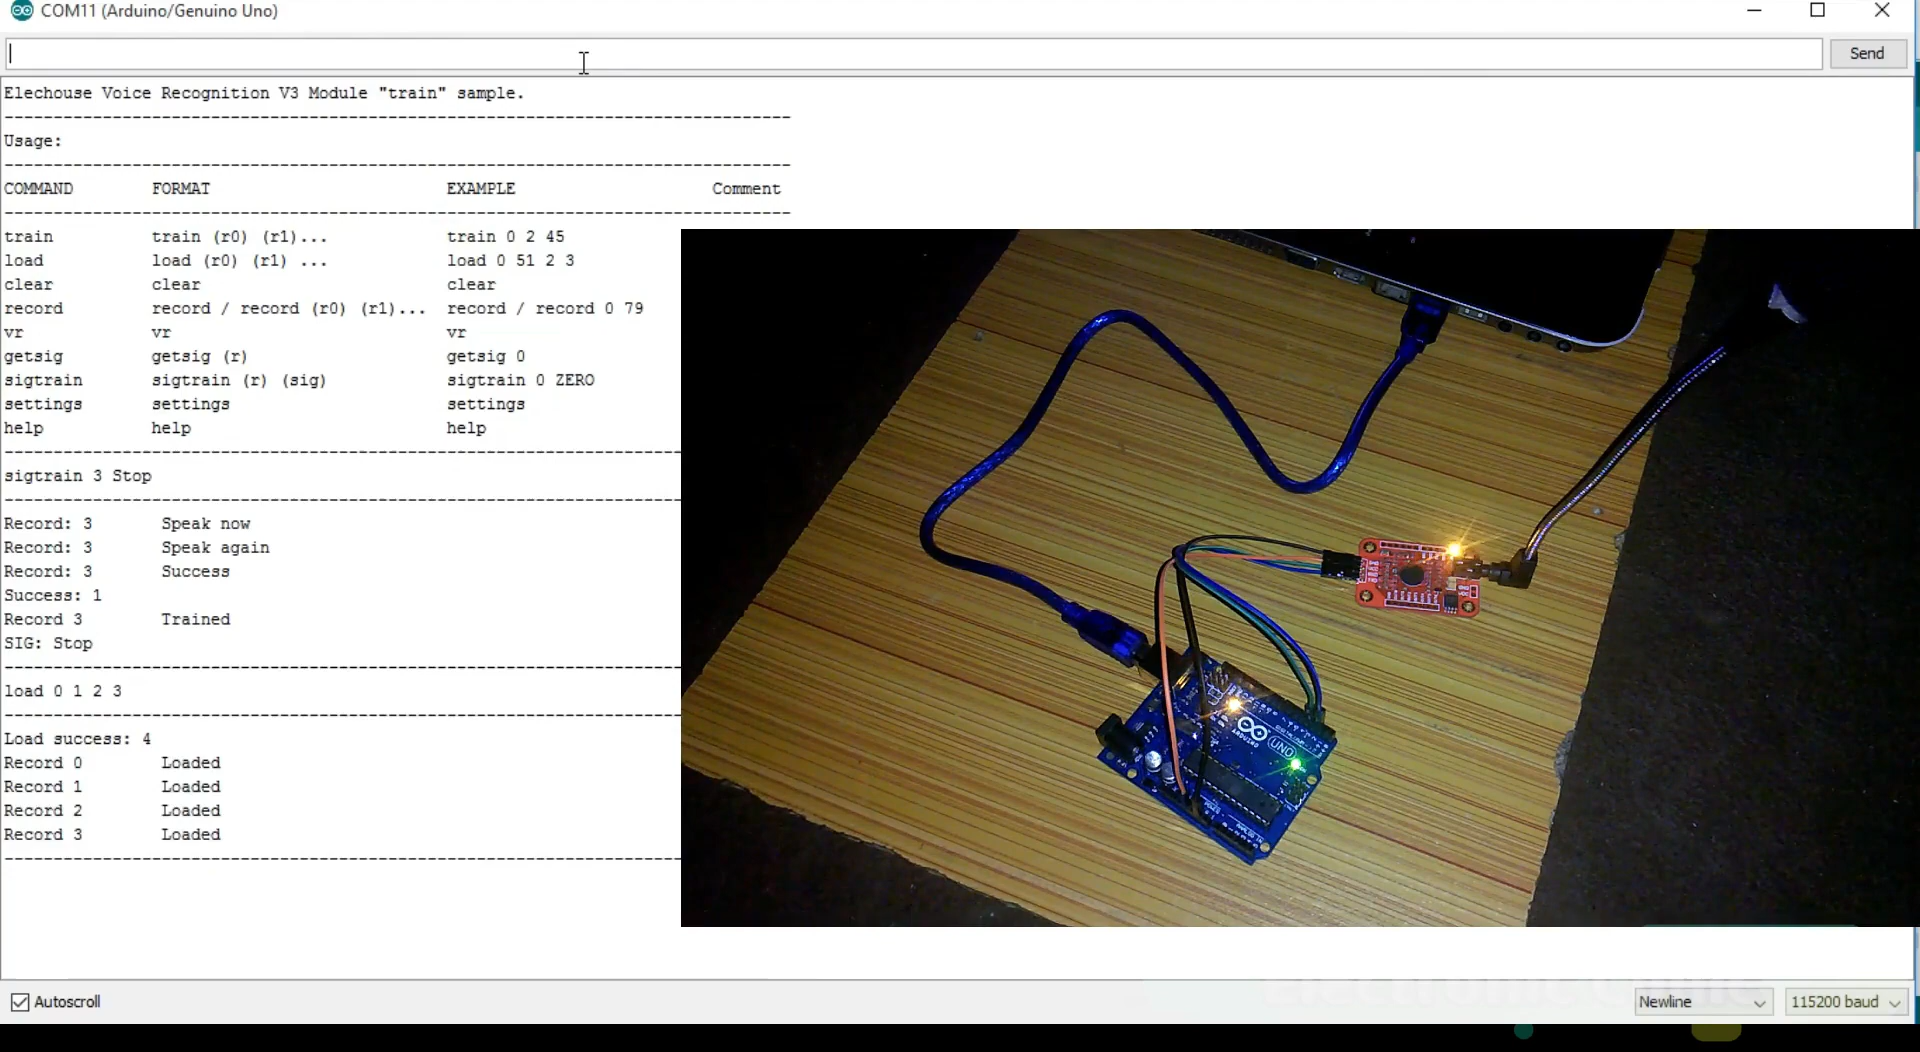 COM11 (Arduino/Genuino Uno)
Send
Elechouse Voice Recognition V3 Module "train" sample.
--------------------------------------------------------------------------------
Usage:
--------------------------------------------------------------------------------
COMMAND FORMAT EXAMPLE Comment
--------------------------------------------------------------------------------
train train (r0) (r1)... train 0 2 45
load load (r0) (r1) ... load 0 51 2 3
clear clear clear
record record / record (r0) (r1)... record / record 0 79
vr vr vr
getsig getsig (r) getsig 0
sigtrain sigtrain (r) (sig) sigtrain 0 ZERO
settings settings settings
help help help
--------------------------------------------------------------------------------
sigtrain 3 Stop
--------------------------------------------------------------------------------
Record: 3 Speak now
Record: 3 Speak again
Record: 3 Success
Success: 1
Record 3 Trained
SIG: Stop
--------------------------------------------------------------------------------
load 0 1 2 3
--------------------------------------------------------------------------------
Load success: 4
Record 0 Loaded
Record 1 Loaded
Record 2 Loaded
Record 3 Loaded
--------------------------------------------------------------------------------
ARDUINO
UNO
Autoscroll
Newline
115200 baud